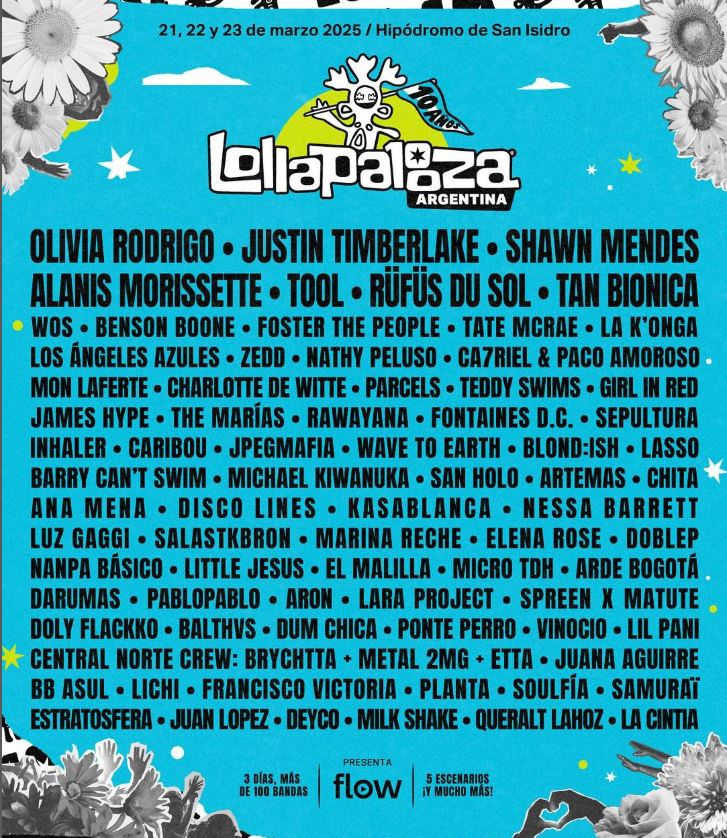 21, 22 y 23 de marzo 2025 / Hipódromo de San Isidro
10 AÑOS
Lollapalooza
ARGENTINA
OLIVIA RODRIGO • JUSTIN TIMBERLAKE • SHAWN MENDES
ALANIS MORISSETTE • TOOL • RÜFÜS DU SOL • TAN BIONICA
WOS • BENSON BOONE • FOSTER THE PEOPLE • TATE MCRAE • LA K'ONGA
LOS ÁNGELES AZULES • ZEDD • NATHY PELUSO • CA7RIEL & PACO AMOROSO
MON LAFERTE • CHARLOTTE DE WITTE • PARCELS • TEDDY SWIMS • GIRL IN RED
JAMES HYPE • THE MARÍAS • RAWAYANA • FONTAINES D.C. • SEPULTURA
INHALER • CARIBOU • JPEGMAFIA • WAVE TO EARTH • BLOND:ISH • LASSO
BARRY CAN'T SWIM • MICHAEL KIWANUKA • SAN HOLO • ARTEMAS • CHITA
ANA MENA • DISCO LINES • KASABLANCA • NESSA BARRETT
LUZ GAGGI • SALASTKBRON • MARINA RECHE • ELENA ROSE • DOBLEP
NANPA BÁSICO • LITTLE JESUS • EL MALILLA • MICRO TDH • ARDE BOGOTÁ
DARUMAS • PABLOPABLO • ARON • LARA PROJECT • SPREEN X MATUTE
DOLY FLACKKO • BALTHVS • DUM CHICA • PONTE PERRO • VINOCIO • LIL PANI
CENTRAL NORTE CREW: BRYCHTTA + METAL 2MG + ETTA • JUANA AGUIRRE
BB ASUL • LICHI • FRANCISCO VICTORIA • PLANTA • SOULFÍA • SAMURAÏ
ESTRATOSFERA • JUAN LOPEZ • DEYCO • MILK SHAKE • QUERALT LAHOZ • LA CINTIA
3 DÍAS, MÁS
DE 100 BANDAS
PRESENTA
flow
5 ESCENARIOS
¡Y MUCHO MÁS!